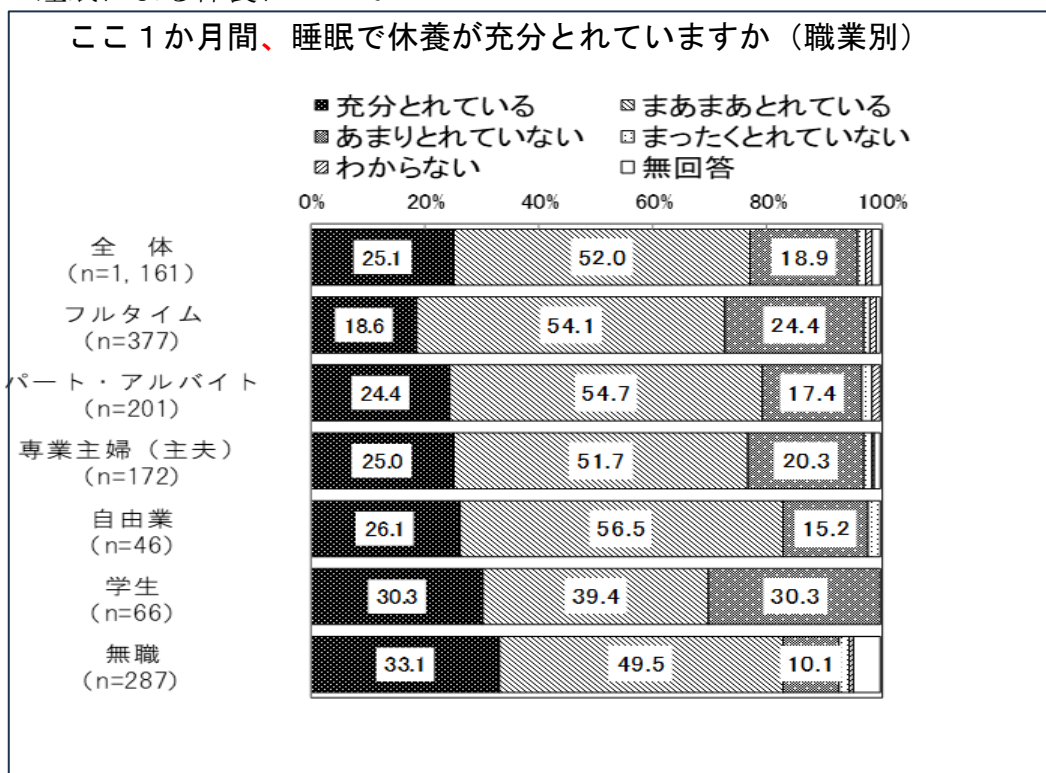 ここ１か月間、睡眠で休養が充分とれていますか（職業別）
■充分とれている
まあまあとれている
あまりとれていない
まったくとれていない
わからない
□無回答
0% 20% 40% 60% 80% 100%
全　体
（n=1, 161）
25.1 52.0 18.9
フルタイム
（n=377）
18.6 54.1 24.4
パート・アルバイト
（n=201）
24.4 54.7 17.4
専業主婦（主夫）
（n=172）
25.0 51.7 20.3
自由業
（n=46）
26.1 56.5 15.2
学生
（n=66）
30.3 39.4 30.3
無職
（n=287）
33.1 49.5 10.1